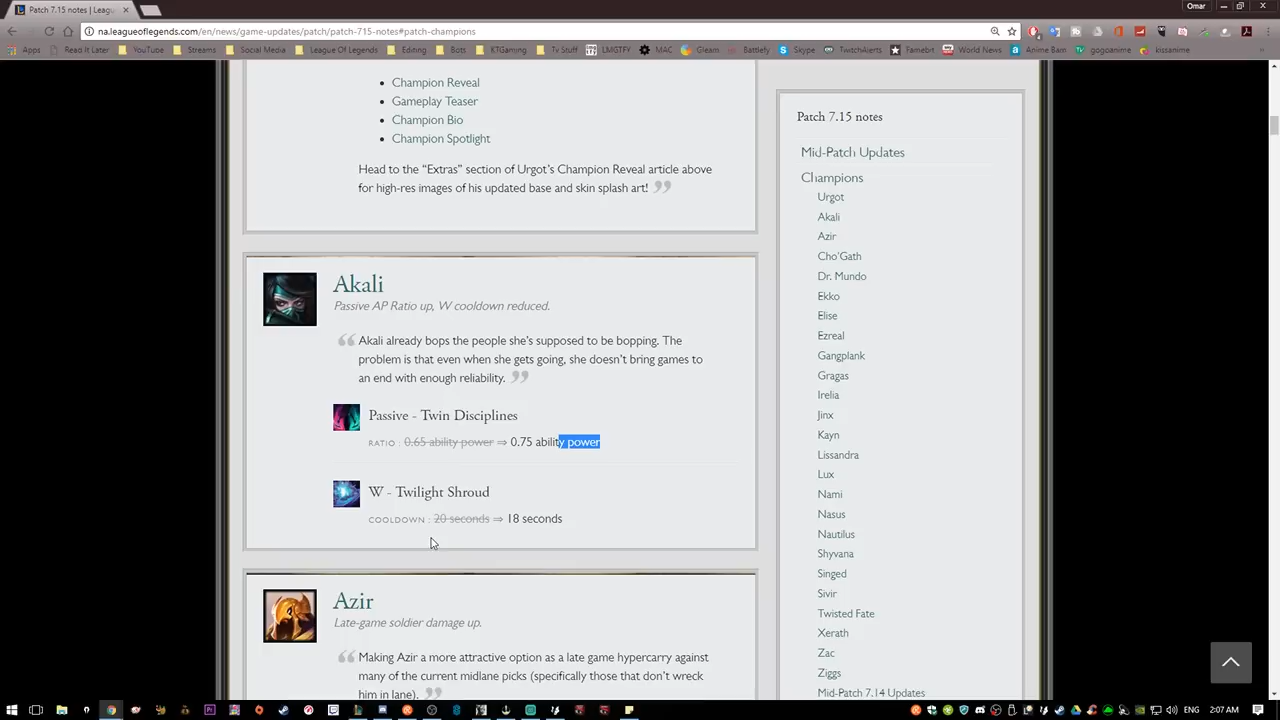 Patch 7.15 notes | Leagu
Omar
na.leagueoflegends.com/en/news/game-updates/patch/patch-715-notes#patch-champions
Apps Read It Later YouTube Streams Social Media League Of Legends Editing Bots KTGaming Tv Stuff LMGTFY MAC Gleam Battlefy Skype TwitchAlerts Famebit World News Anime Bam gogoanime kissanime
Champion Reveal
Gameplay Teaser
Champion Bio
Champion Spotlight
Head to the “Extras” section of Urgot’s Champion Reveal article above
for high-res images of his updated base and skin splash art!
Akali
Passive AP Ratio up, W cooldown reduced.
Akali already bops the people she’s supposed to be bopping. The
problem is that even when she gets going, she doesn’t bring games to
an end with enough reliability.
Passive - Twin Disciplines
RATIO : 0.65 ability power ⇒ 0.75 ability power
W - Twilight Shroud
COOLDOWN : 20 seconds ⇒ 18 seconds
Azir
Late-game soldier damage up.
Making Azir a more attractive option as a late game hypercarry against
many of the current midlane picks (specifically those that don’t wreck
him in lane).
Patch 7.15 notes
Mid-Patch Updates
Champions
Urgot
Akali
Azir
Cho’Gath
Dr. Mundo
Ekko
Elise
Ezreal
Gangplank
Gragas
Irelia
Jinx
Kayn
Lissandra
Lux
Nami
Nasus
Nautilus
Shyvana
Singed
Sivir
Twisted Fate
Xerath
Zac
Ziggs
Mid-Patch 7.14 Updates
2:07 AM